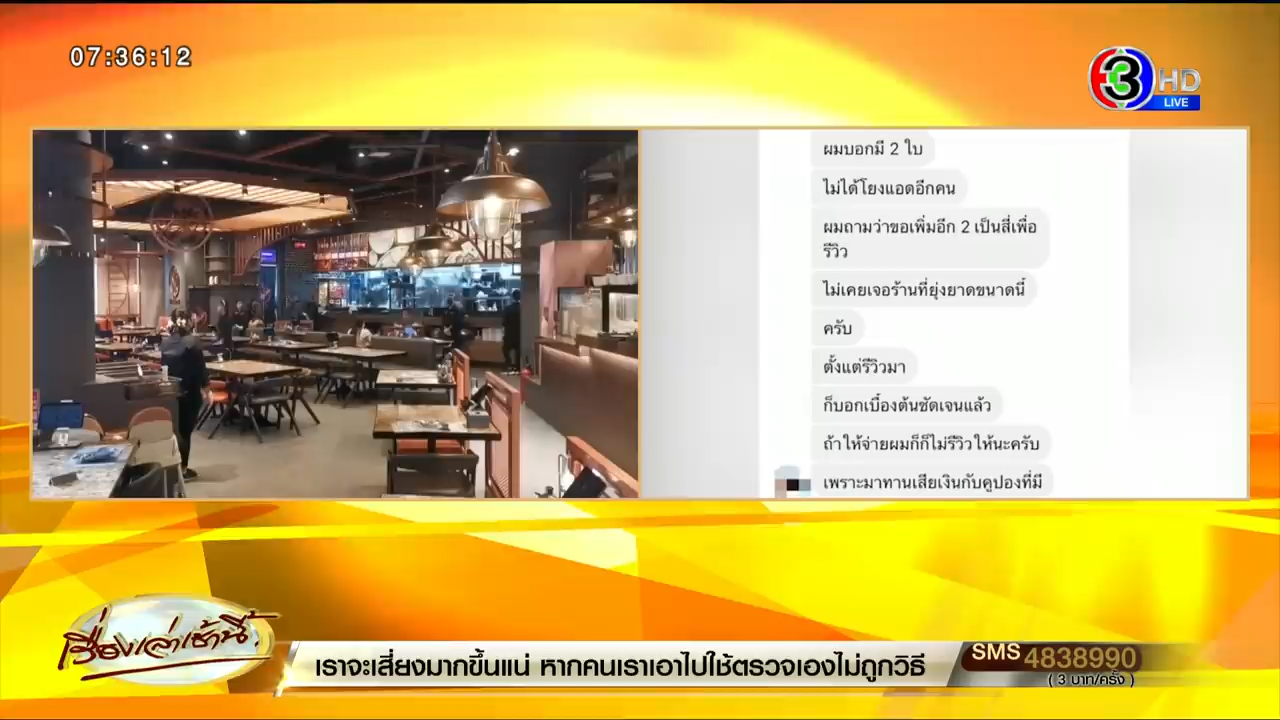 07:36:12
3 HD
LIVE
ผมบอกมี 2 ใบ
ไม่ได้โยงแอดอีกคน
ผมถามว่าขอเพิ่มอีก 2 เป็นสี่เพื่อ
รีวิว
ไม่เคยเจอร้านที่ยุ่งยาดขนาดนี้
ครับ
ตั้งแต่รีวิวมา
ก็บอกเบื่องต้นชัดเจนแล้ว
ถ้าให้จ่ายผมก็ก็ไม่รีวิวให้นะครับ
เพราะมาทานเสียเงินกับคูปองที่มี
เรื่องเล่าเช้านี้
เราจะเสี่ยงมากขึ้นแน่ หากคนเราเอาไปใช้ตรวจเองไม่ถูกวิธี
SMS 4838990
( 3 บาท/ครั้ง )